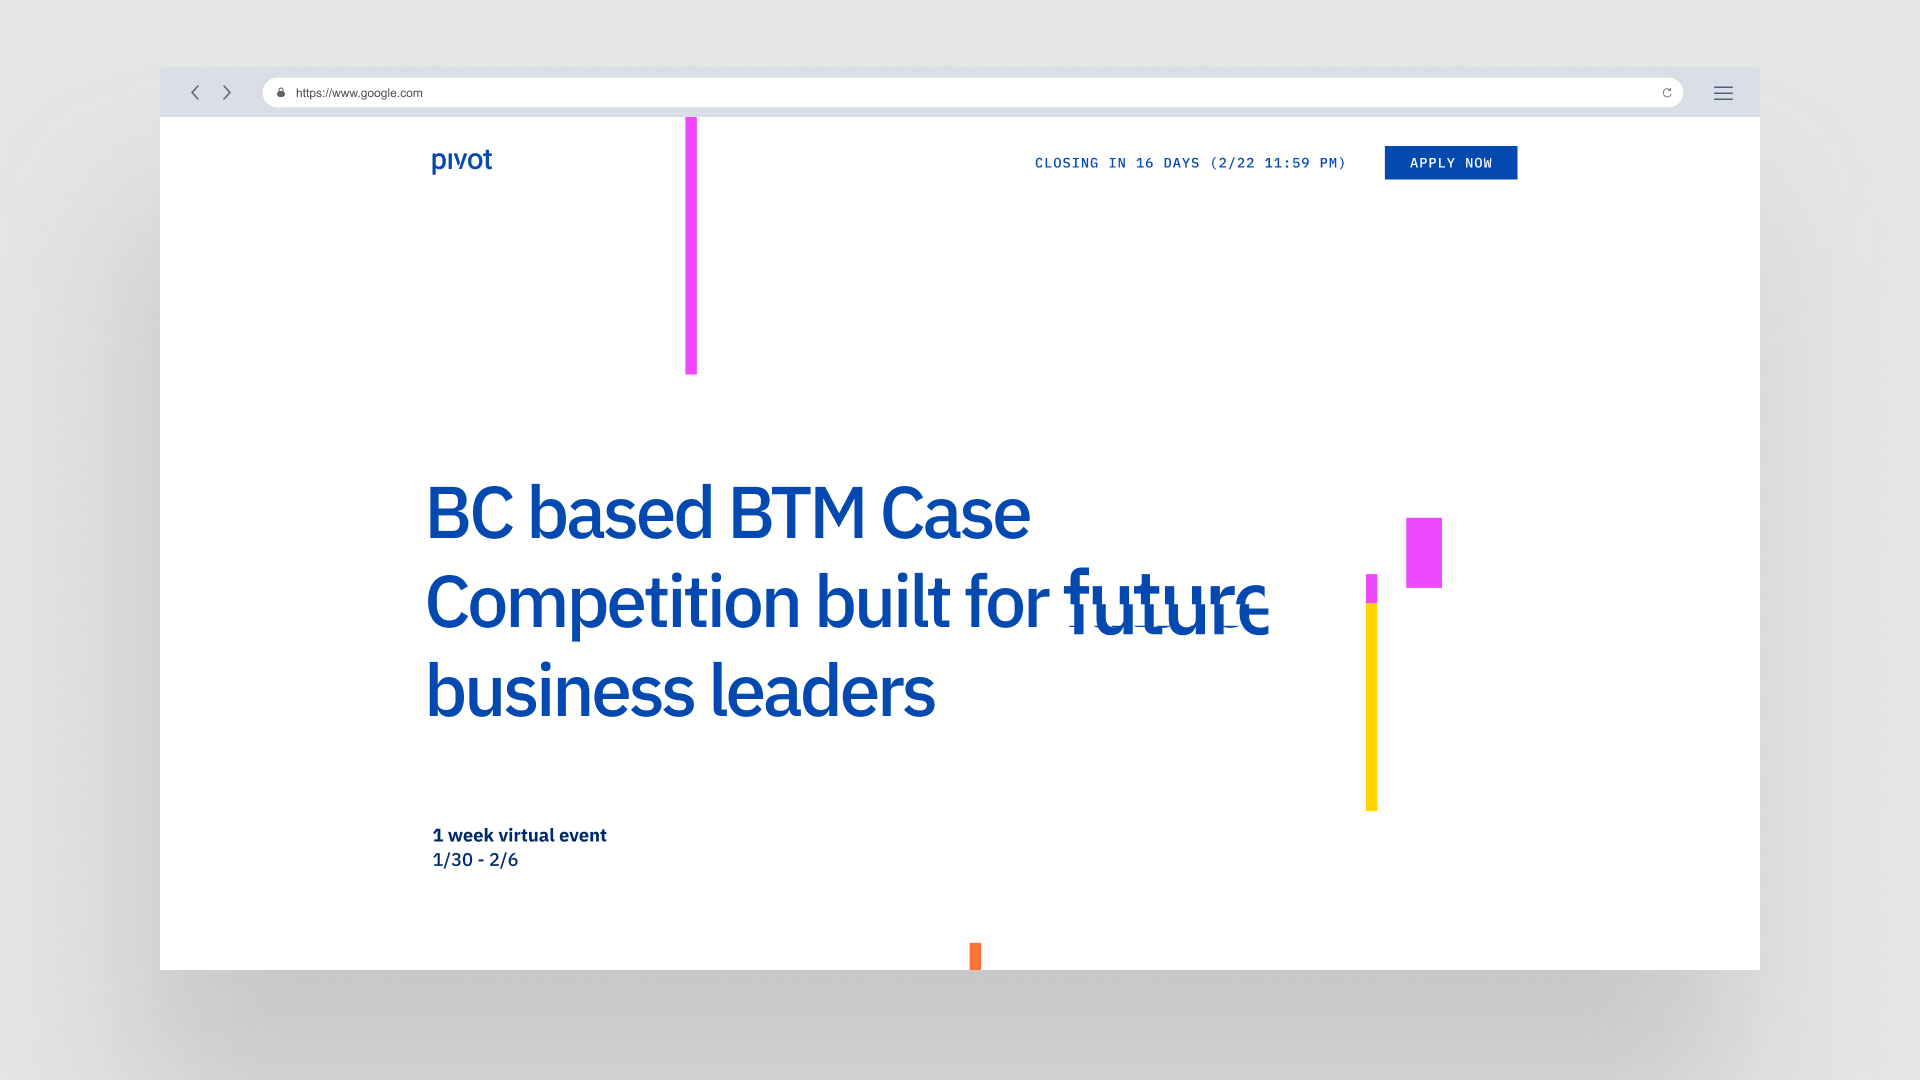 https://www.google.com
pivot
CLOSING IN 16 DAYS (2/22 11:59 PM)
APPLY NOW
BC based BTM Case
Competition built for future
business leaders
1 week virtual event
1/30 - 2/6